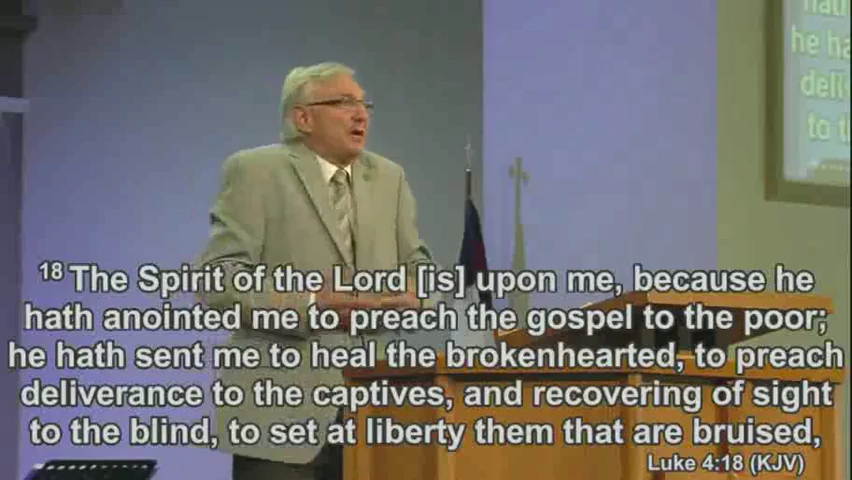 18 The Spirit of the Lord [is] upon me, because he
hath anointed me to preach the gospel to the poor;
he hath sent me to heal the brokenhearted, to preach
deliverance to the captives, and recovering of sight
to the blind, to set at liberty them that are bruised,
Luke 4:18 (KJV)
he ha
deli
to t